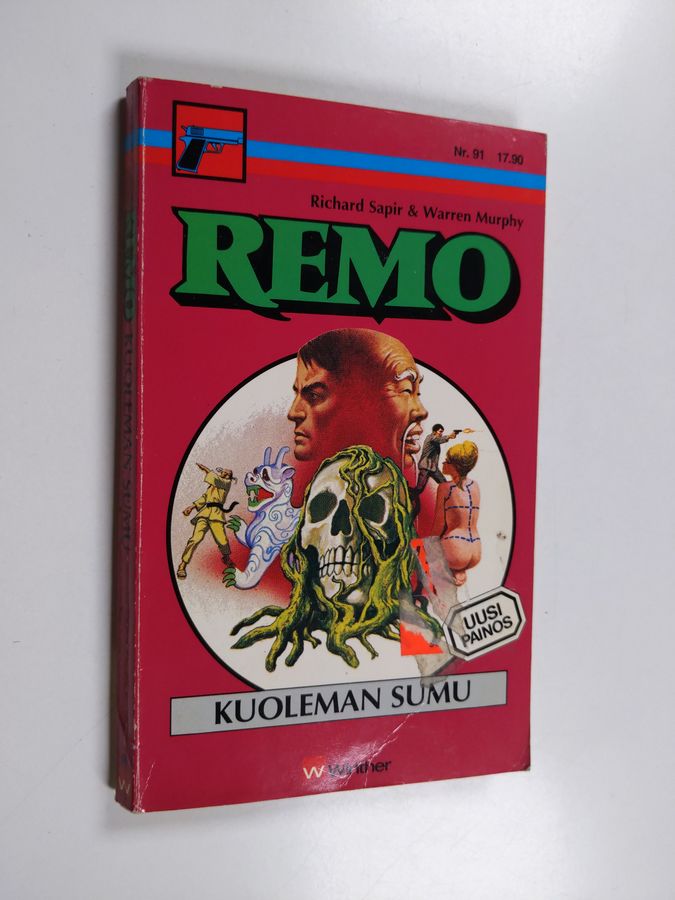 Nr. 91 17.90
Richard Sapir & Warren Murphy
REMO
UUSI
PAINOS
KUOLEMAN SUMU
W Winther
REMO KUOLEMAN SUMU
W